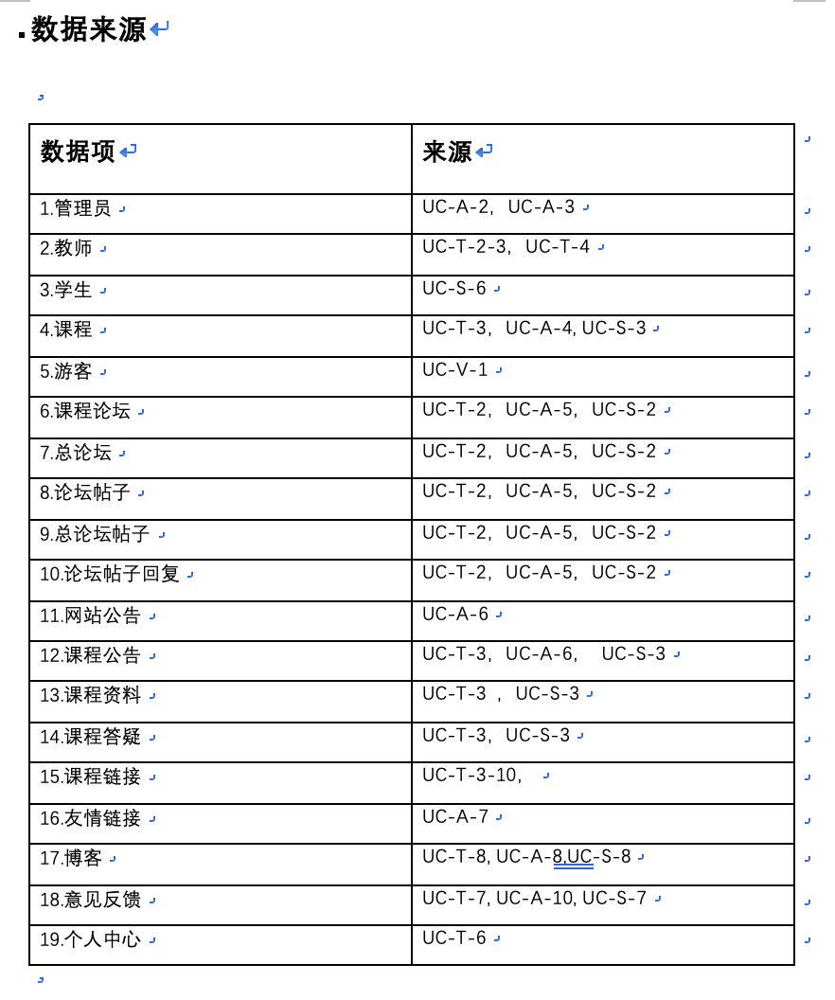 数据来源
数据项 来源
1.管理员 UC-A-2，UC-A-3
2.教师 UC-T-2-3，UC-T-4
3.学生 UC-S-6
4.课程 UC-T-3，UC-A-4, UC-S-3
5.游客 UC-V-1
6.课程论坛 UC-T-2，UC-A-5，UC-S-2
7.总论坛 UC-T-2，UC-A-5，UC-S-2
8.论坛帖子 UC-T-2，UC-A-5，UC-S-2
9.总论坛帖子 UC-T-2，UC-A-5，UC-S-2
10.论坛帖子回复 UC-T-2，UC-A-5，UC-S-2
11.网站公告 UC-A-6
12.课程公告 UC-T-3，UC-A-6， UC-S-3
13.课程资料 UC-T-3 ，UC-S-3
14.课程答疑 UC-T-3，UC-S-3
15.课程链接 UC-T-3-10，
16.友情链接 UC-A-7
17.博客 UC-T-8, UC-A-8,UC-S-8
18.意见反馈 UC-T-7, UC-A-10, UC-S-7
19.个人中心 UC-T-6